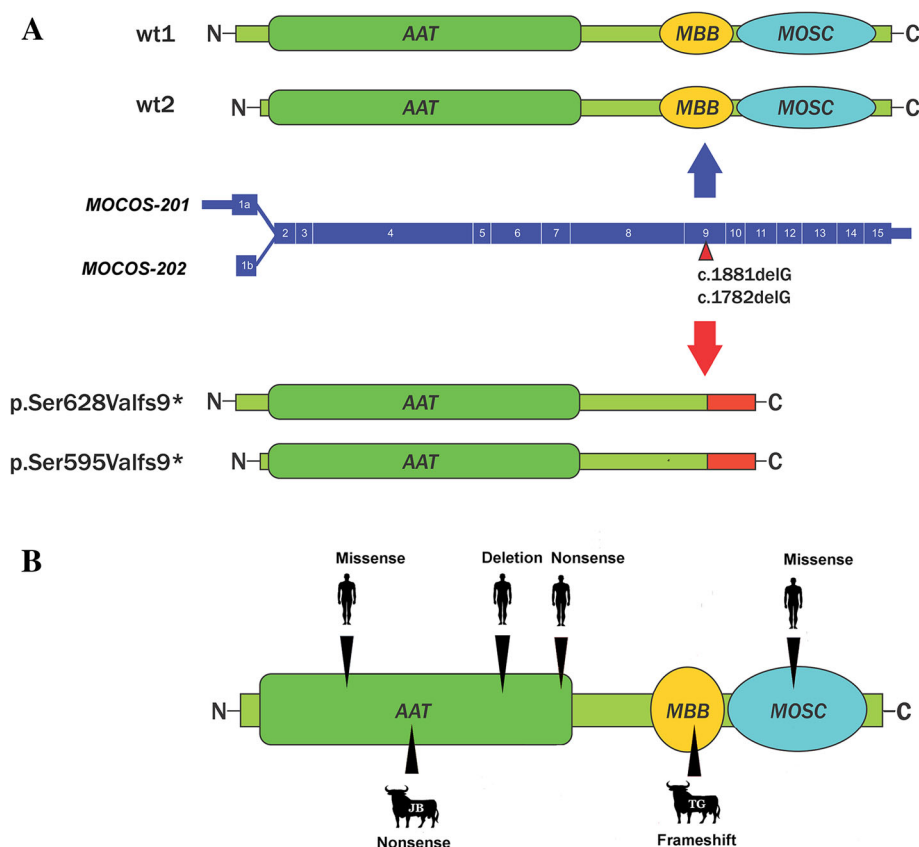 A
wt1
N
AAT
MBB
MOSC
C
wt2
N
AAT
MBB
MOSC
C
MOCOS-201
1a
2 3 4 5 6 7 8 9 10 11 12 13 14 15
MOCOS-202
1b
c.1881delG
c.1782delG
p.Ser628Valfs9*
N
AAT
C
p.Ser595Valfs9*
N
AAT
C
B
Missense
Deletion
Nonsense
Missense
N
AAT
MBB
MOSC
C
JB
TG
Nonsense
Frameshift